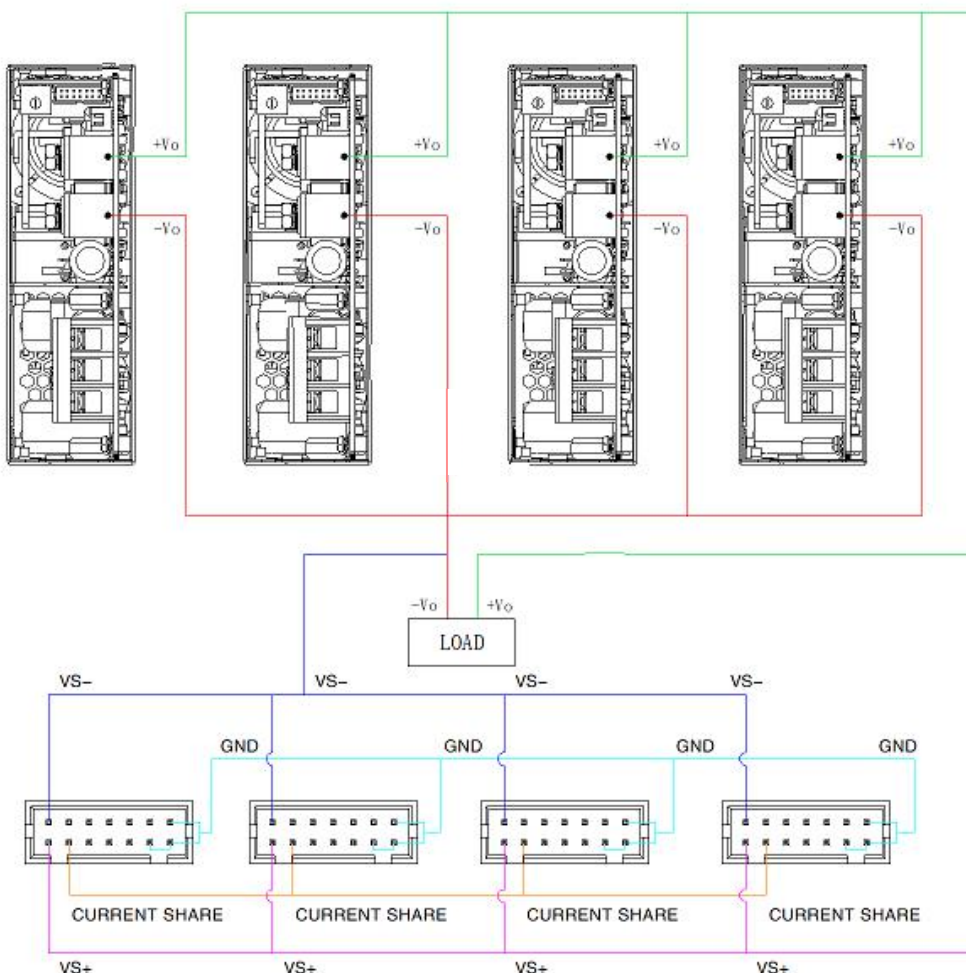 +Vo +Vo +Vo +Vo
-Vo -Vo -Vo -Vo
-Vo +Vo
LOAD
VS- VS- VS- VS-
GND GND GND GND
CURRENT SHARE CURRENT SHARE CURRENT SHARE CURRENT SHARE
VS+ VS+ VS+ VS+